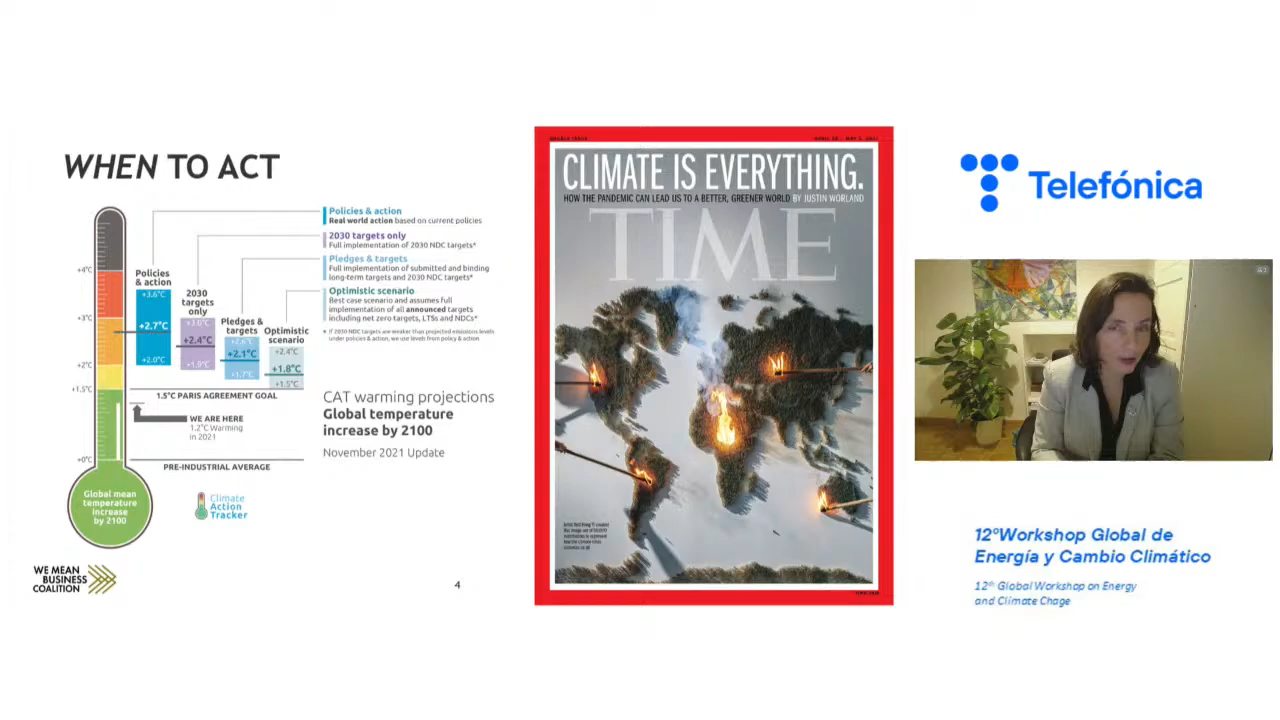 WHEN TO ACT
+4°C
+3°C
+2°C
+1.5°C
+0°C
Policies
& action
+3.6°C
+2.7°C
+2.0°C
2030
targets
only
+3.0°C
+2.4°C
+1.9°C
Pledges &
targets
+2.6°C
+2.1°C
+1.7°C
Optimistic
scenario
+2.4°C
+1.8°C
+1.5°C
Policies & action
Real world action based on current policies
2030 targets only
Full implementation of 2030 NDC targets*
Pledges & targets
Full implementation of submitted and binding
long-term targets and 2030 NDC targets*
Optimistic scenario
Best case scenario and assumes full
implementation of all announced targets
including net zero targets, LTSs and NDCs*
* If 2030 NDC targets are weaker than projected emissions levels
under policies & action, we use levels from policy & action
1.5°C PARIS AGREEMENT GOAL
WE ARE HERE
1.2°C Warming
in 2021
PRE-INDUSTRIAL AVERAGE
CAT warming projections
Global temperature
increase by 2100
November 2021 Update
Global mean
temperature
increase
by 2100
Climate
Action
Tracker
WE MEAN
BUSINESS
COALITION
4
CLIMATE IS EVERYTHING.
HOW THE PANDEMIC CAN LEAD US TO A BETTER, GREENER WORLD BY JUSTIN WORLAND
TIME
Telefónica
12ºWorkshop Global de
Energía y Cambio Climático
12th Global Workshop on Energy
and Climate Chage